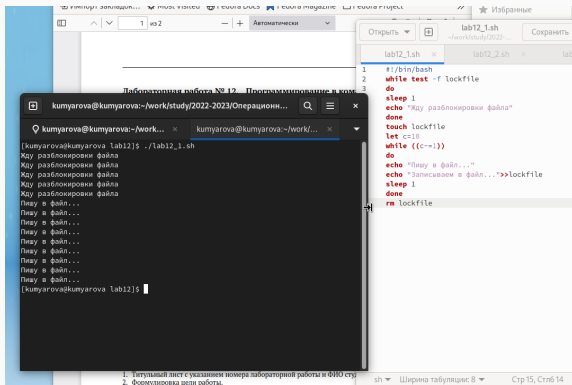 Импорт закладок...
Most Visited
Fedora Docs
Fedora Magazine
Fedora Project
Избранные
1 из 2
Автоматически
Открыть
lab12_1.sh
~/work/study/2022-
Сохранить
lab12_1.sh
lab12_2.sh
lab
Лабораторная работа № 12. Программирование в ком
kumyarova@kumyarova:~/work/study/2022-2023/Операционн...
kumyarova@kumyarova:~/work...
kumyarova@kumyarova:~/work/...
[kumyarova@kumyarova lab12]$ ./lab12_1.sh
Жду разблокировки файла
Жду разблокировки файла
Жду разблокировки файла
Жду разблокировки файла
Жду разблокировки файла
Пишу в файл...
Пишу в файл...
Пишу в файл...
Пишу в файл...
Пишу в файл...
Пишу в файл...
Пишу в файл...
Пишу в файл...
Пишу в файл...
[kumyarova@kumyarova lab12]$
1 #!/bin/bash
2 while test -f lockfile
3 do
4 sleep 1
5 echo "Жду разблокировки файла"
6 done
7 touch lockfile
8 let c=10
9 while ((c-=1))
10 do
11 echo "Пишу в файл..."
12 echo "Записываем в файл...">>lockfile
13 sleep 1
14 done
15 rm lockfile
1. Титульный лист с указанием номера лабораторной работы и ФИО сту
2. Формулировка цели работы.
sh
Ширина табуляции: 8
Стр 15, Стлб 14